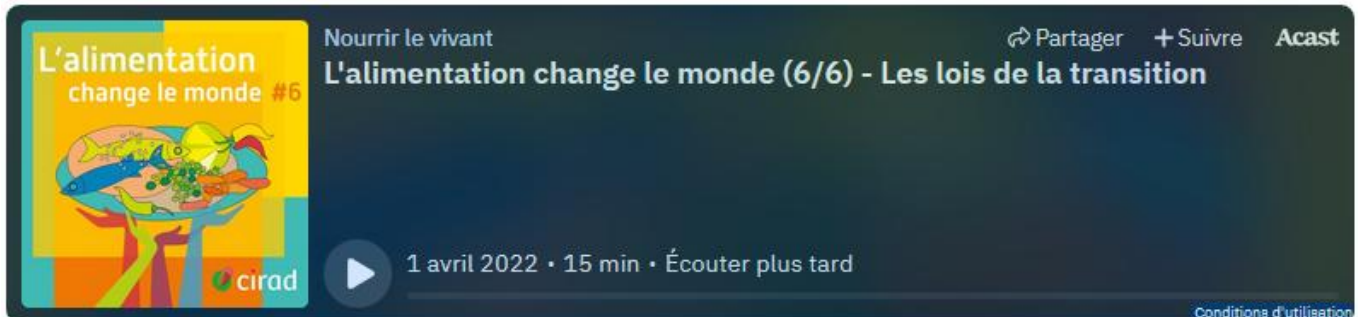 L'alimentation
change le monde #6
cirad
Nourrir le vivant
Partager
Suivre
Acast
L'alimentation change le monde (6/6) - Les lois de la transition
1 avril 2022 • 15 min • Écouter plus tard
Conditions d'utilisation